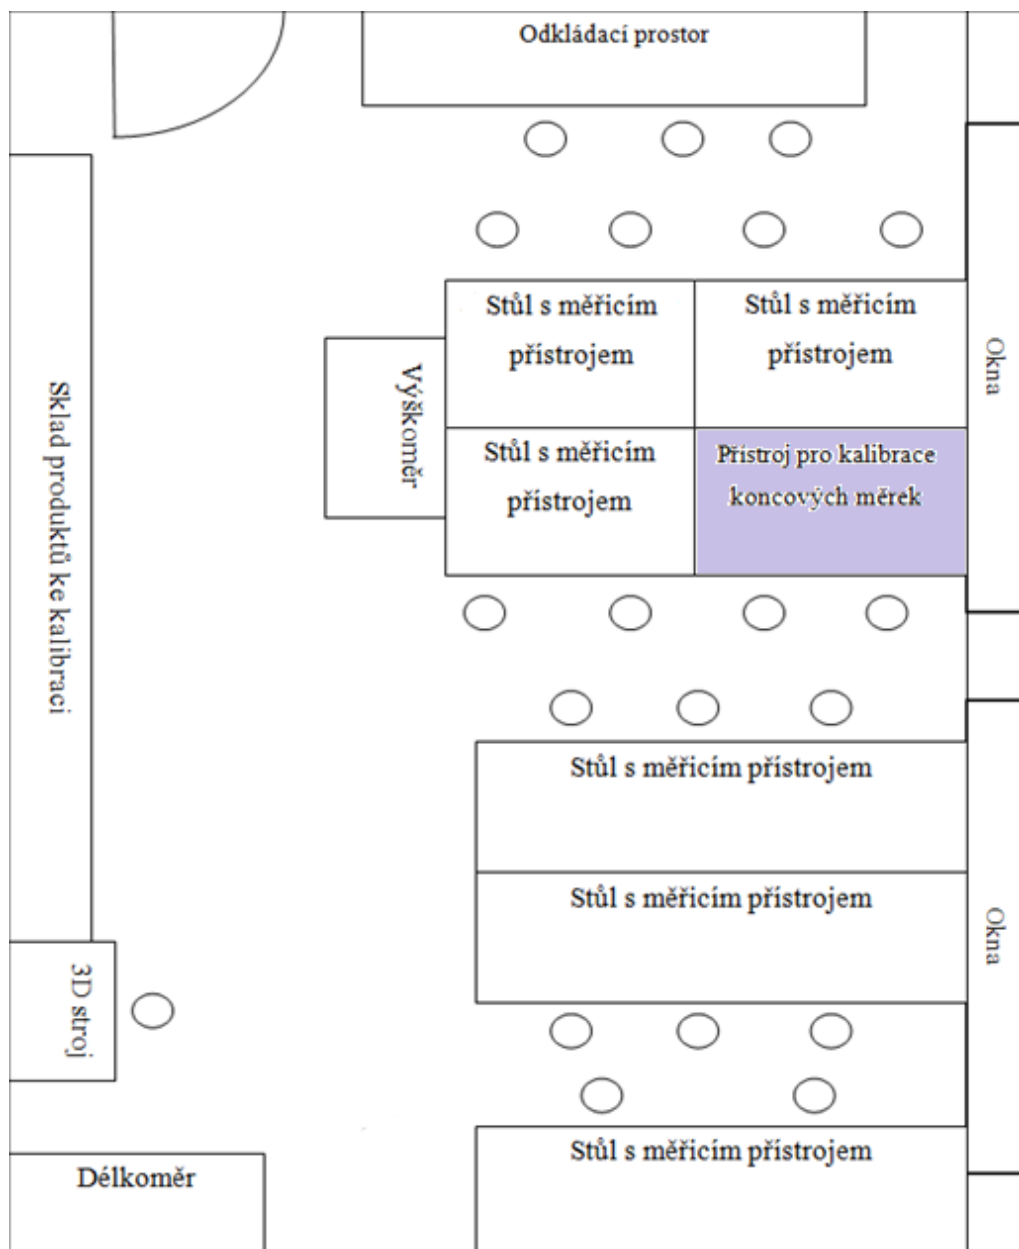 Odkládací prostor
Stůl s měřicím
přístrojem
Stůl s měřicím
přístrojem
Okna
Výškoměr
Sklad produktů ke kalibraci
Stůl s měřicím
přístrojem
Přístroj pro kalibrace
koncových měrek
Stůl s měřicím přístrojem
Stůl s měřicím přístrojem
Okna
3D stroj
Stůl s měřicím přístrojem
Délkoměr